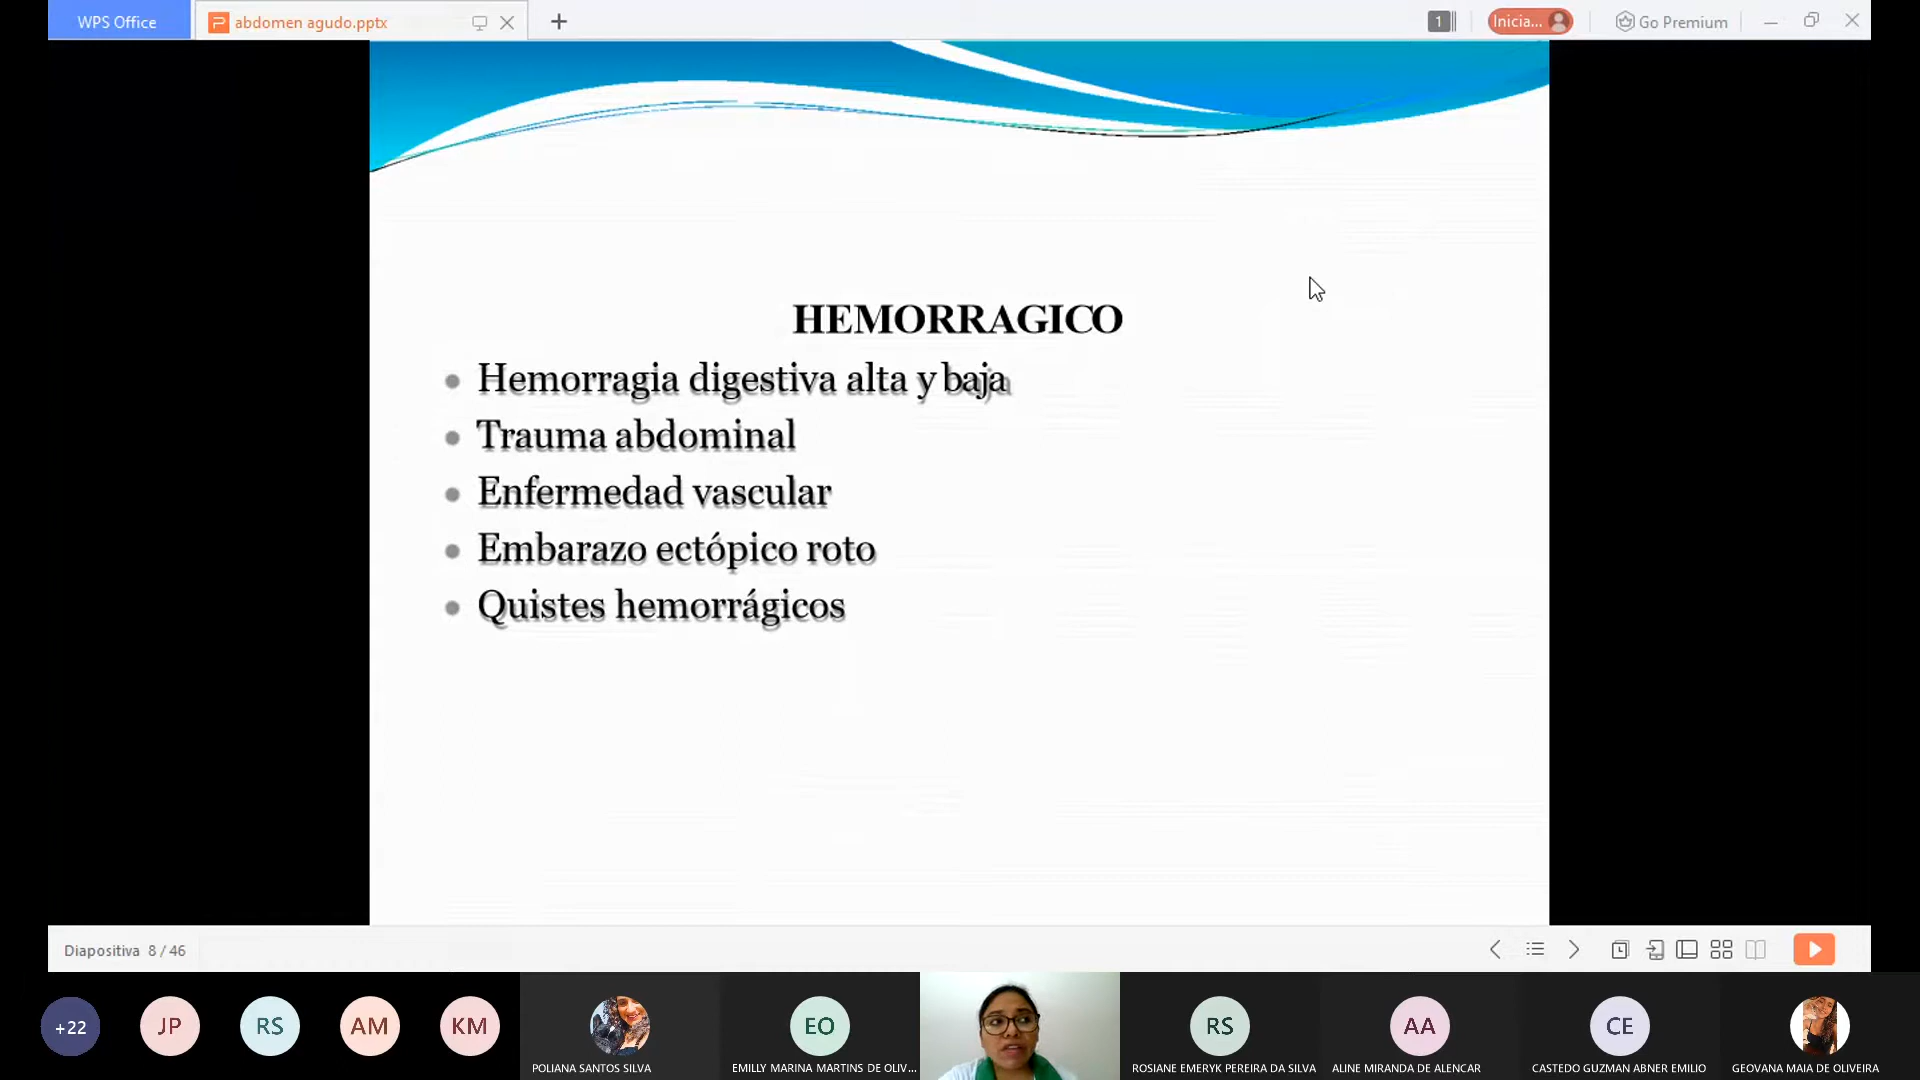 WPS Office
abdomen agudo.pptx
1
Inicia...
Go Premium
HEMORRAGICO
Hemorragia digestiva alta y baja
Trauma abdominal
Enfermedad vascular
Embarazo ectópico roto
Quistes hemorrágicos
Diapositiva 8 / 46
+22
JP
RS
AM
KM
POLIANA SANTOS SILVA
EO
EMILLY MARINA MARTINS DE OLIV...
RS
ROSIANE EMERYK PEREIRA DA SILVA
AA
ALINE MIRANDA DE ALENCAR
CE
CASTEDO GUZMAN ABNER EMILIO
GEOVANA MAIA DE OLIVEIRA